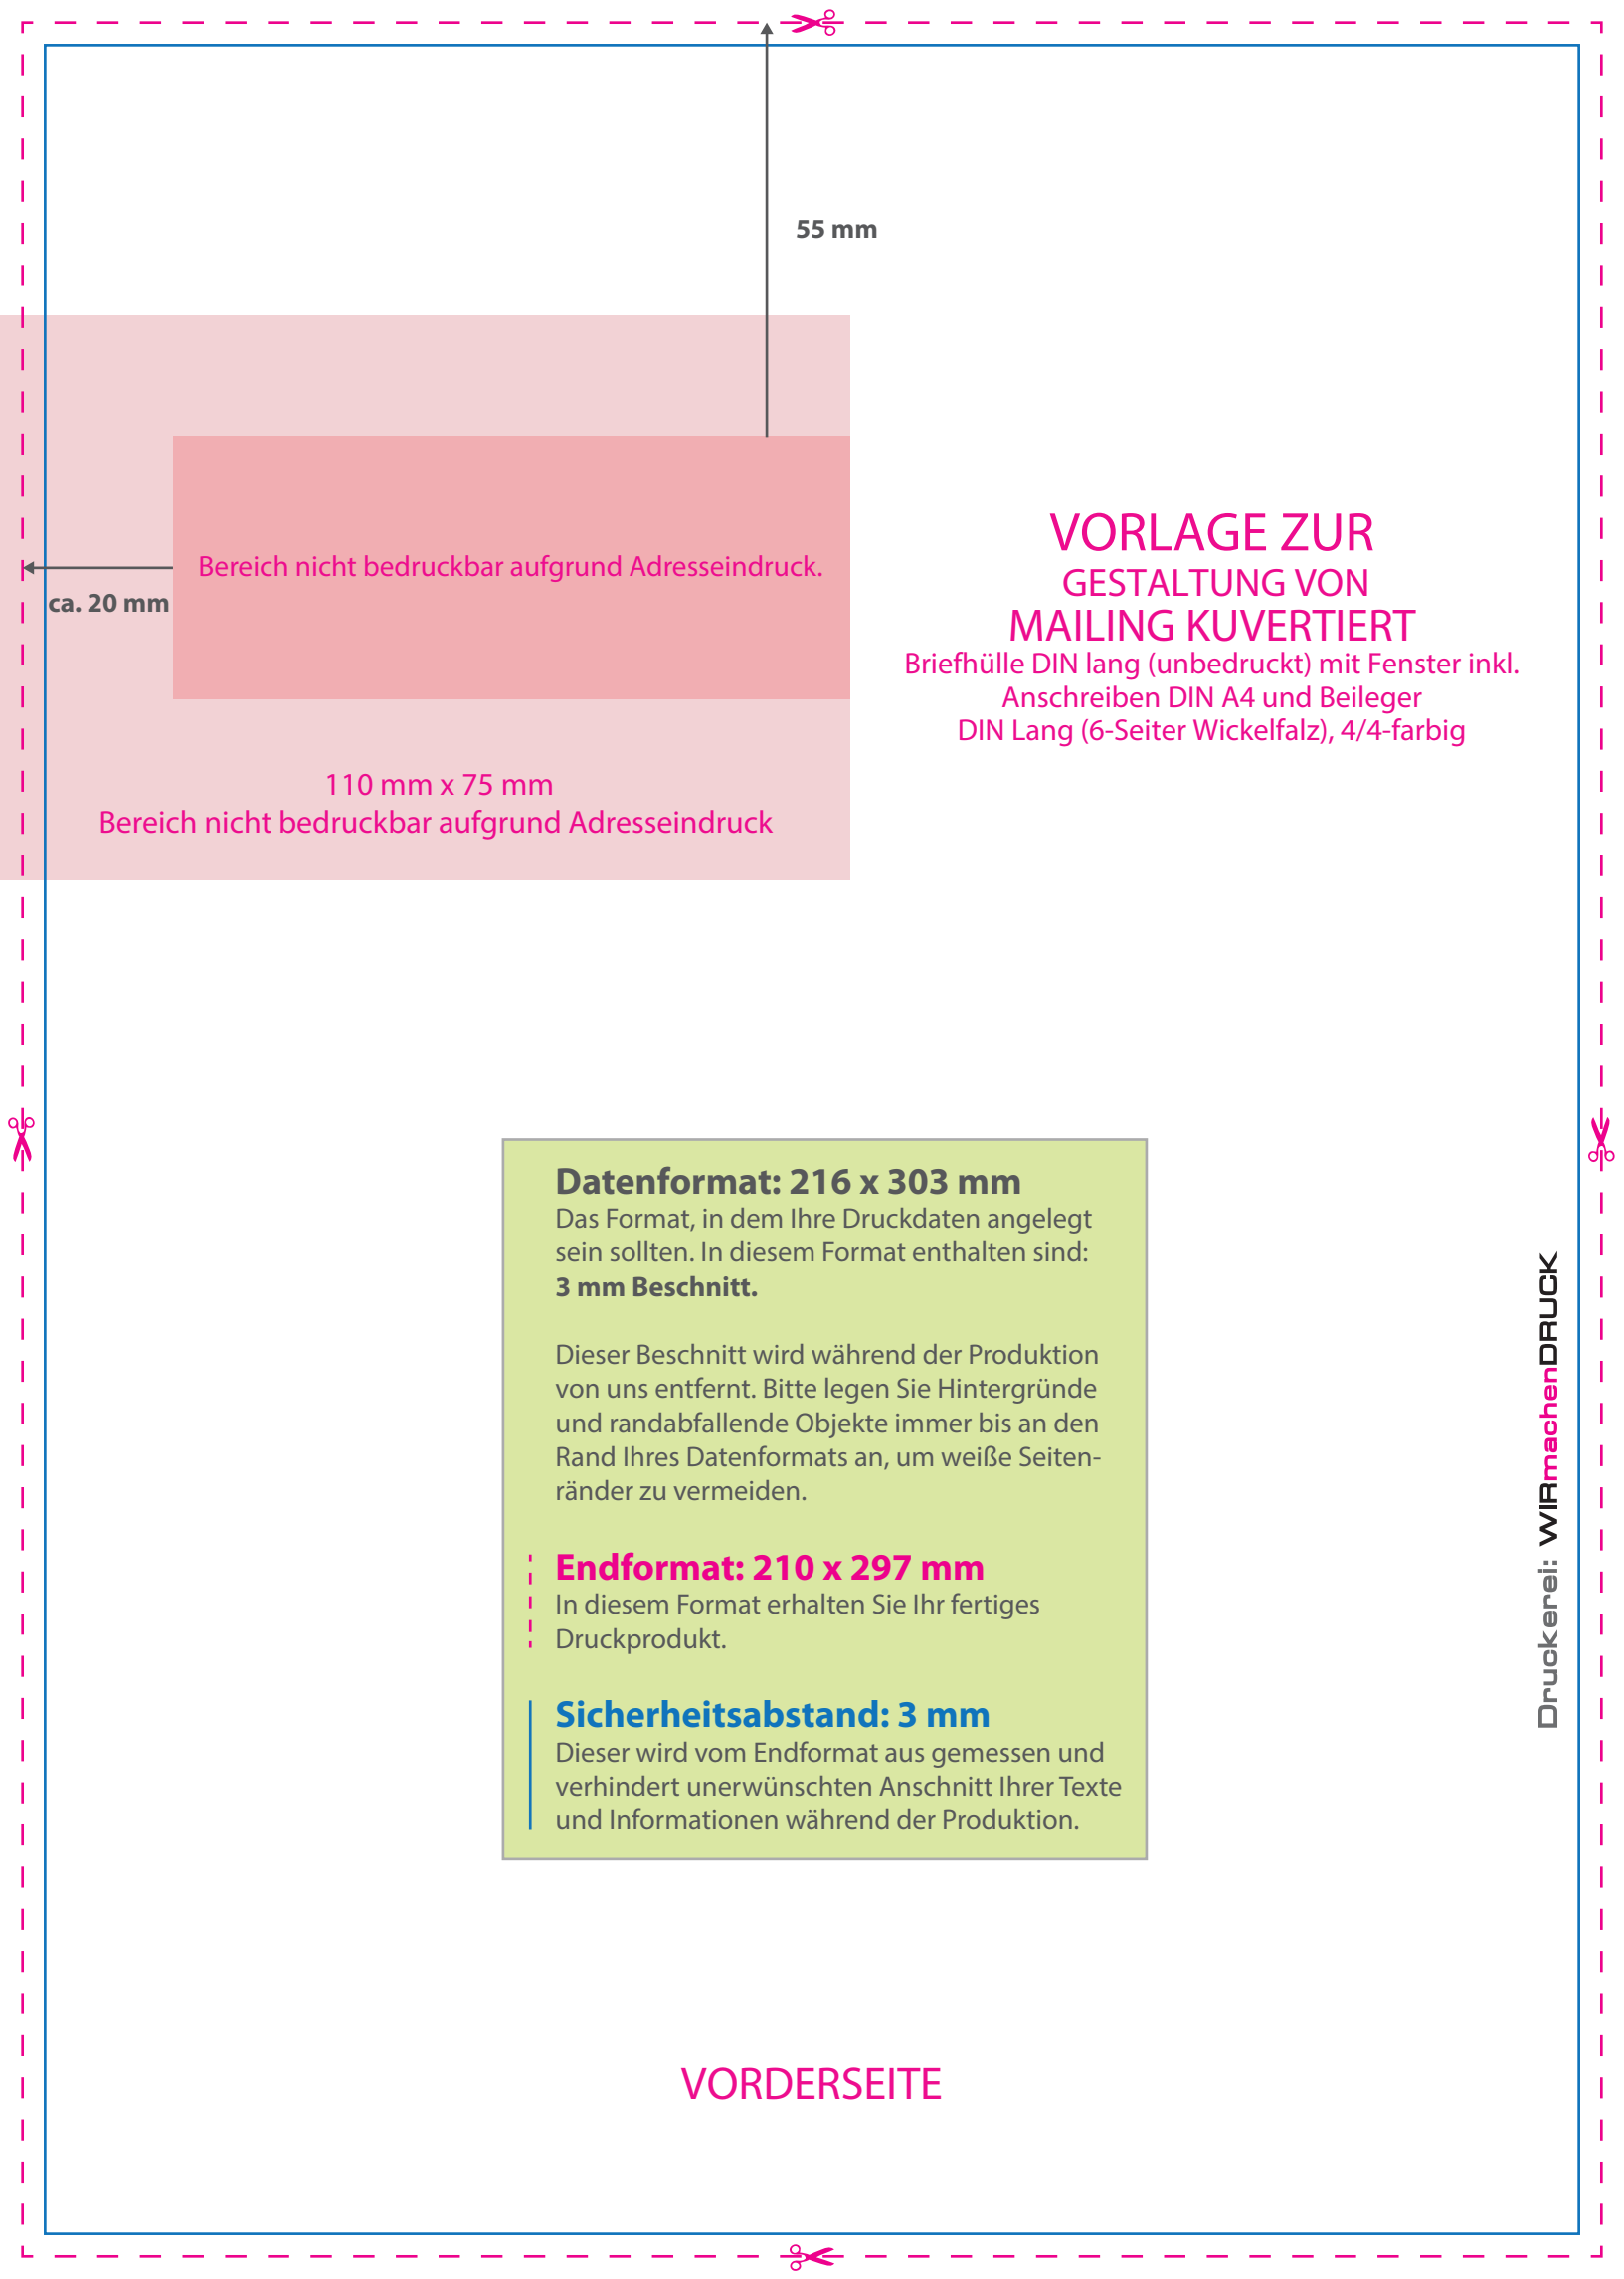 55 mm
Bereich nicht bedruckbar aufgrund Adresseindruck.
ca. 20 mm
110 mm x 75 mm
Bereich nicht bedruckbar aufgrund Adresseindruck
VORLAGE ZUR
GESTALTUNG VON
MAILING KUVERTIERT
Briefhülle DIN lang (unbedruckt) mit Fenster inkl.
Anschreiben DIN A4 und Beileger
DIN Lang (6-Seiter Wickelfalz), 4/4-farbig
Datenformat: 216 x 303 mm
Das Format, in dem Ihre Druckdaten angelegt
sein sollten. In diesem Format enthalten sind:
3 mm Beschnitt.
Dieser Beschnitt wird während der Produktion
von uns entfernt. Bitte legen Sie Hintergründe
und randabfallende Objekte immer bis an den
Rand Ihres Datenformats an, um weiße Seiten-
ränder zu vermeiden.
Endformat: 210 x 297 mm
In diesem Format erhalten Sie Ihr fertiges
Druckprodukt.
Sicherheitsabstand: 3 mm
Dieser wird vom Endformat aus gemessen und
verhindert unerwünschten Anschnitt Ihrer Texte
und Informationen während der Produktion.
Druckerei: WIRmachenDRUCK
VORDERSEITE